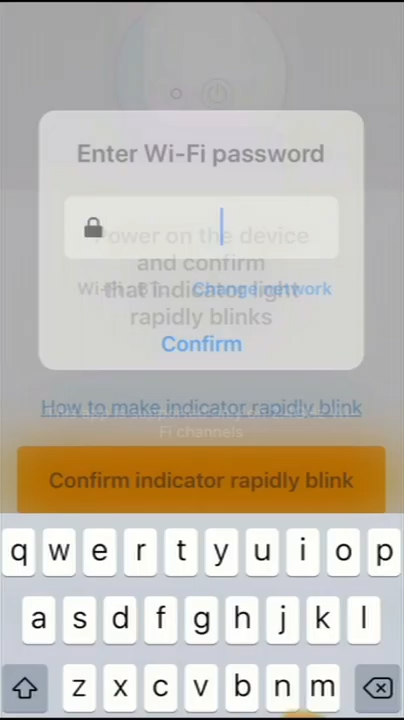 Enter Wi-Fi password
Power on the device
and confirm
Wi-Fi
Change network
that indicator light
rapidly blinks
Confirm
How to make indicator rapidly blink
Fi channels
Confirm indicator rapidly blink
q w e r t y u i o p
a s d f g h j k l
z x c v b n m